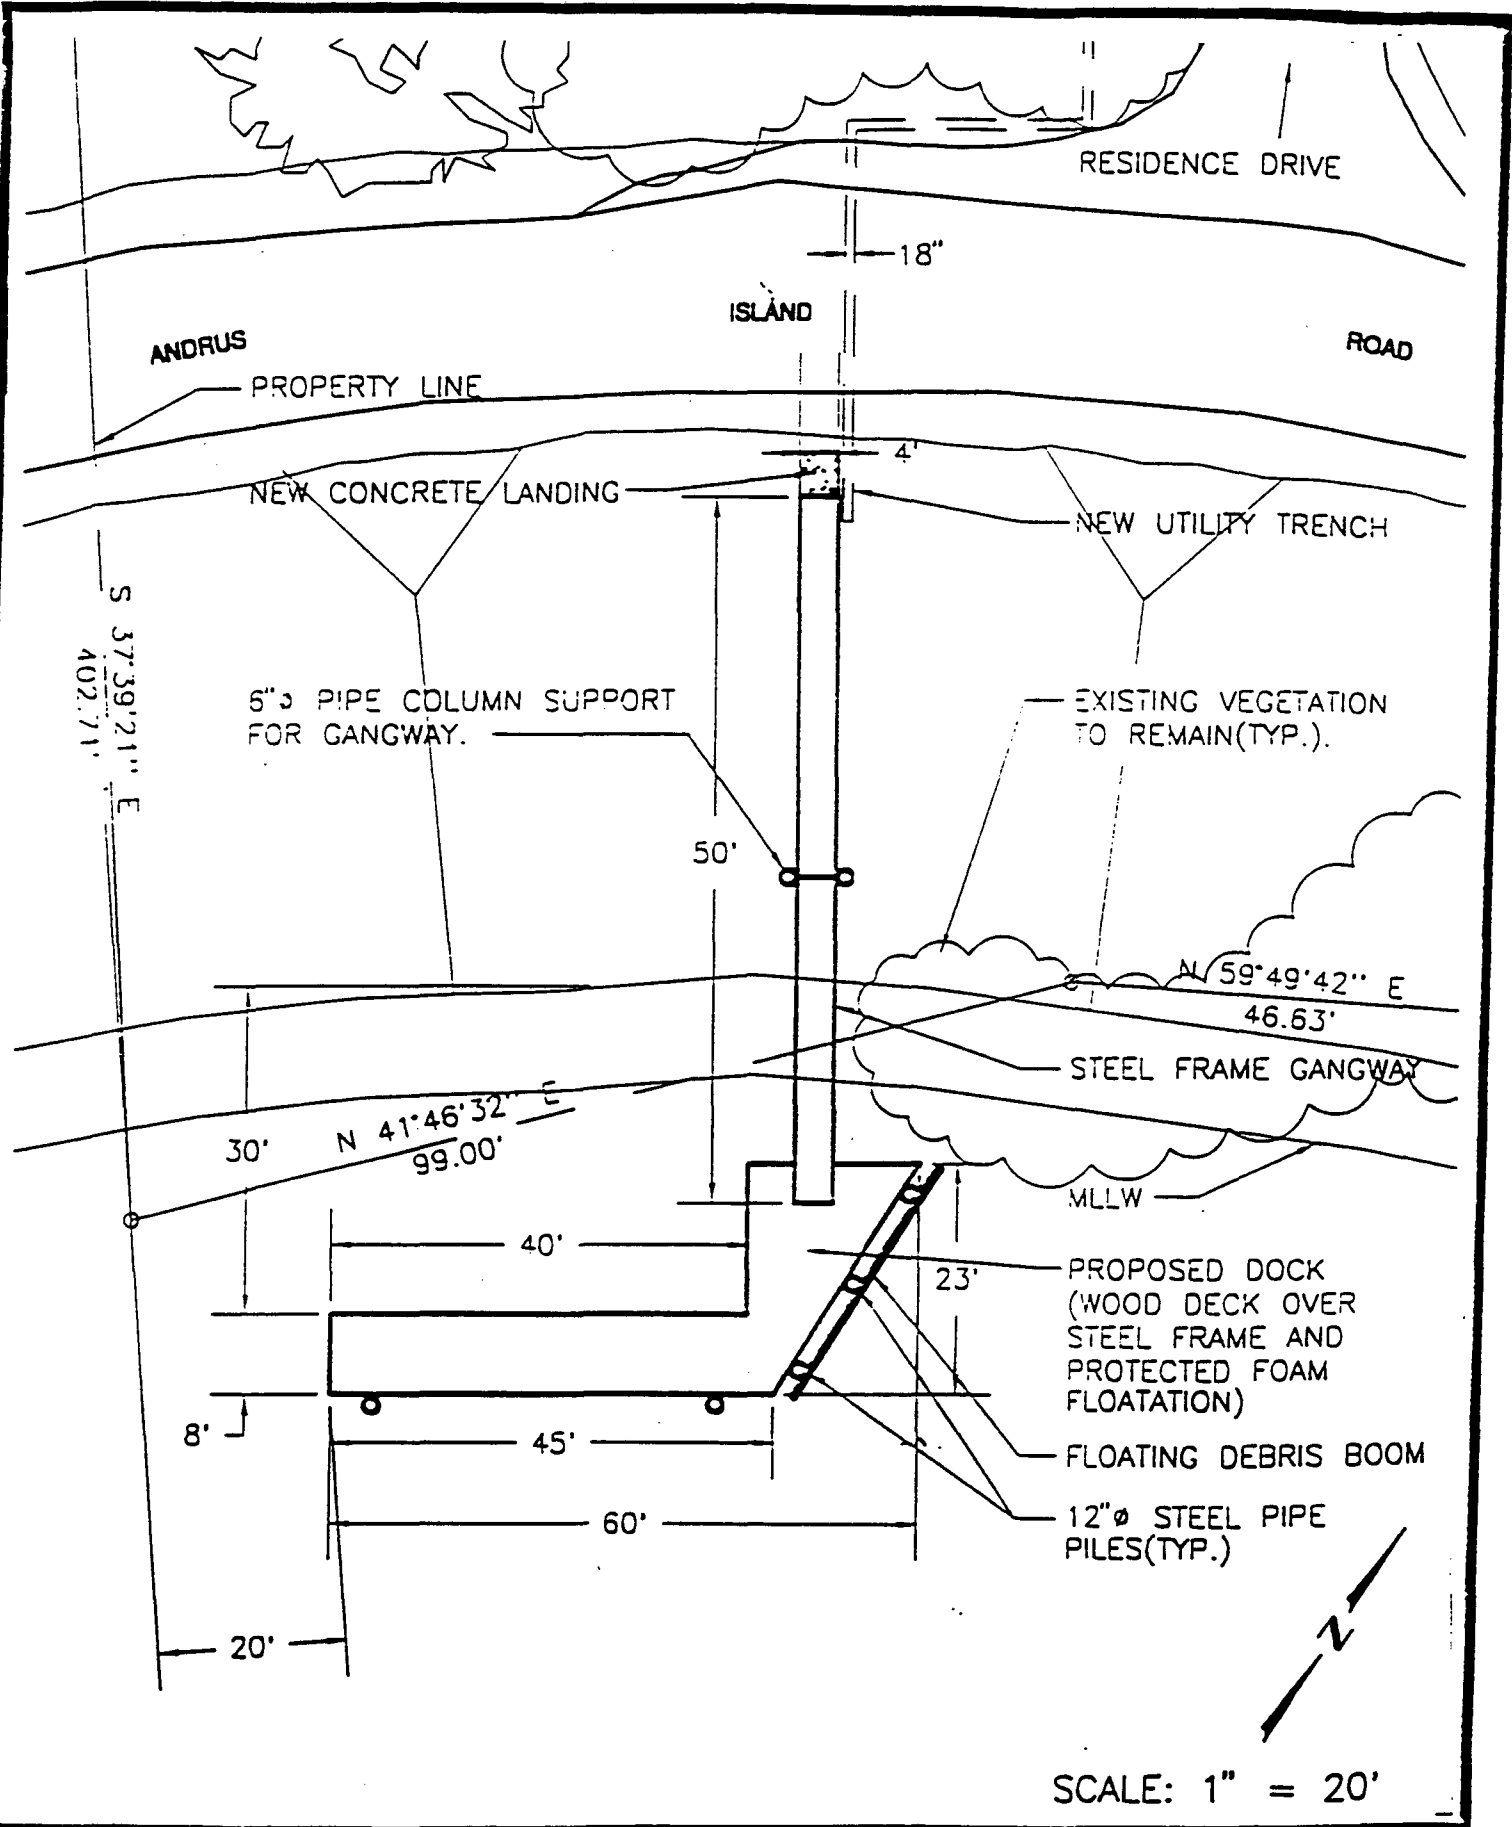 RESIDENCE DRIVE
18"
ISLAND
ANDRUS
ROAD
PROPERTY LINE
4'
NEW CONCRETE LANDING
NEW UTILITY TRENCH
S 37°39'21" E
402.71'
6"ø PIPE COLUMN SUPPORT
FOR GANGWAY.
EXISTING VEGETATION
TO REMAIN(TYP.).
50'
N 59°49'42" E
46.63'
STEEL FRAME GANGWAY
N 41°46'32" E
99.00'
30'
MLLW
40'
23'
PROPOSED DOCK
(WOOD DECK OVER
STEEL FRAME AND
PROTECTED FOAM
FLOATATION)
8'
45'
FLOATING DEBRIS BOOM
60'
12"ø STEEL PIPE
PILES(TYP.)
20'
N
SCALE: 1" = 20'